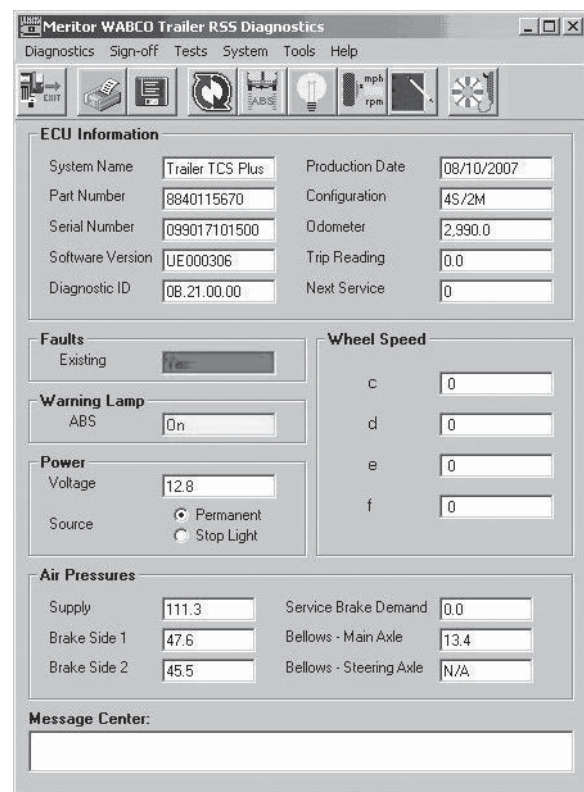 Meritor WABCO Trailer RSS Diagnostics
Diagnostics Sign-off Tests System Tools Help
EXIT ABS mph rpm
ECU Information
System Name Trailer TCS Plus Production Date 08/10/2007
Part Number 8840115670 Configuration 4S/2M
Serial Number 099017101500 Odometer 2,990.0
Software Version UE000306 Trip Reading 0.0
Diagnostic ID 0B.21.00.00 Next Service 0
Faults Wheel Speed
Existing Yes
c 0
Warning Lamp
ABS On
d 0
Power
e 0
Voltage 12.8
f 0
Source Permanent
Stop Light
Air Pressures
Supply 111.3 Service Brake Demand 0.0
Brake Side 1 47.6 Bellows - Main Axle 13.4
Brake Side 2 45.5 Bellows - Steering Axle N/A
Message Center: